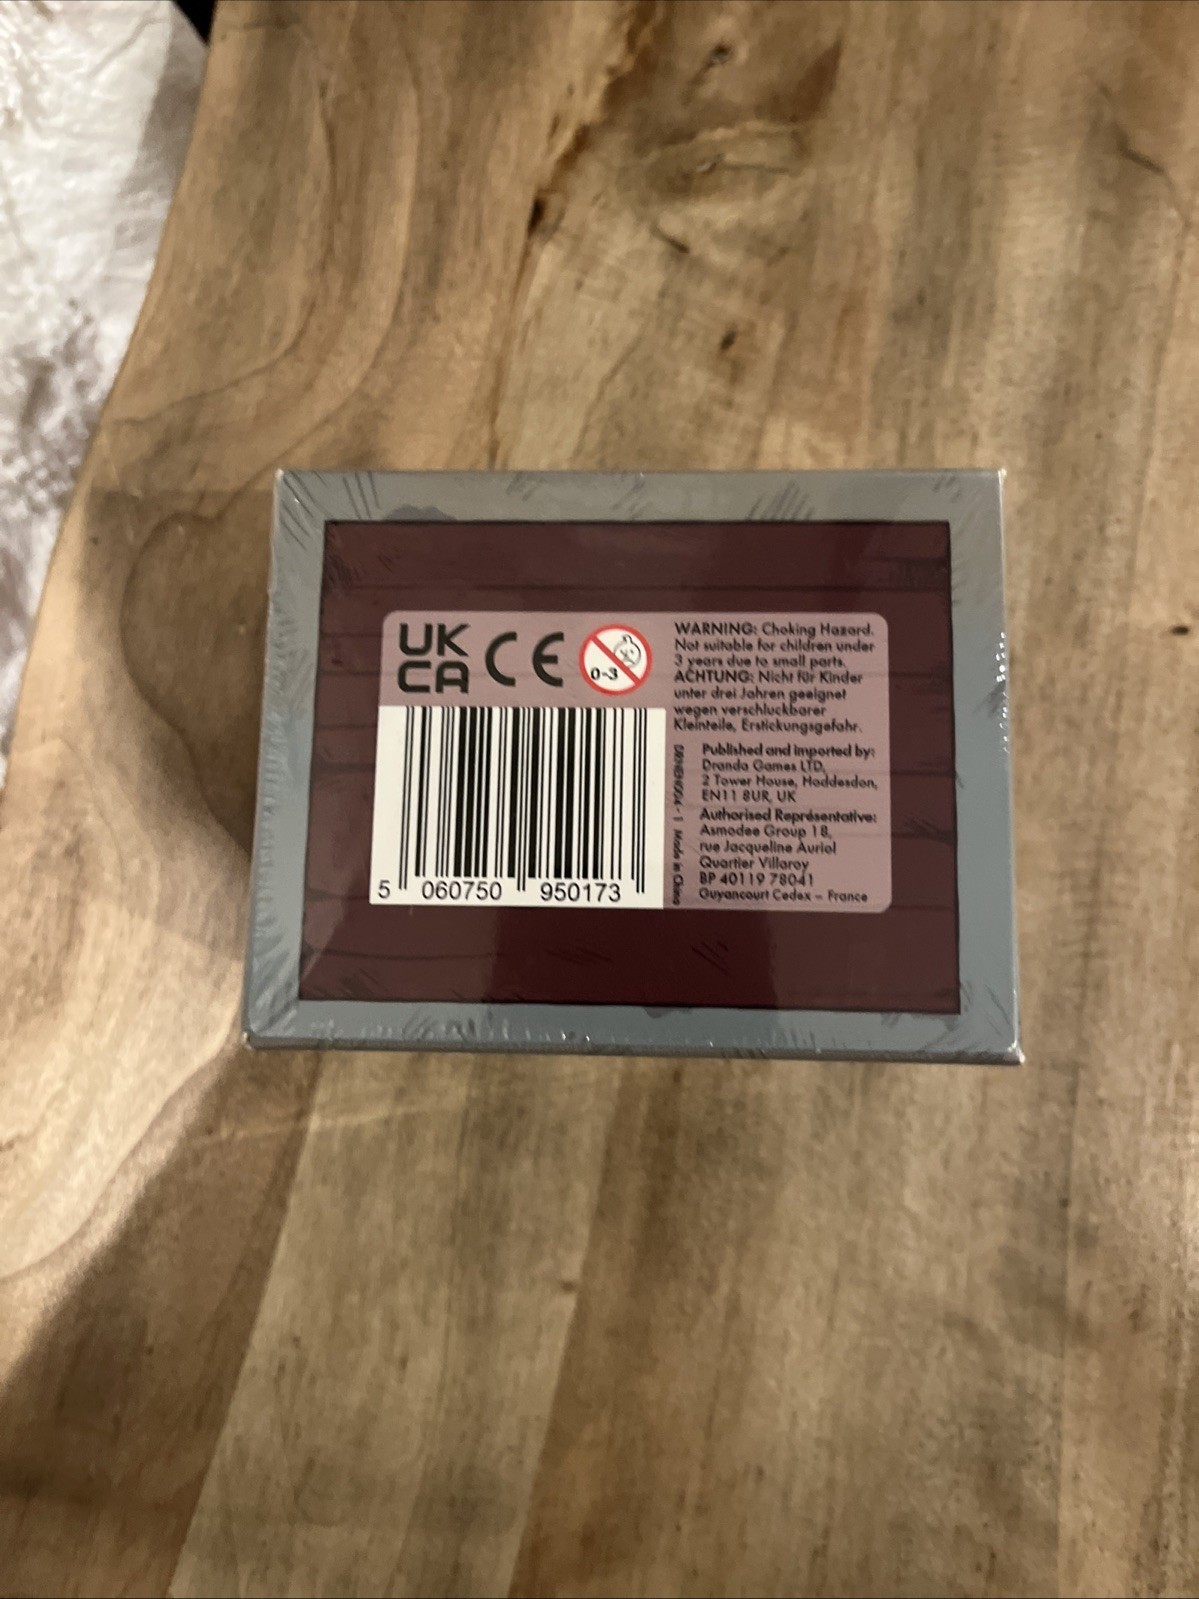 UK
CA
CE
0-3
WARNING: Choking Hazard.
Not suitable for children under
3 years due to small parts.
ACHTUNG: Nicht für Kinder
unter drei Jahren geeignet
wegen verschluckbarer
Kleinteile, Erstickungsgefahr.
Published and imported by:
Dranda Games LTD,
2 Tower House, Hoddesdon,
EN11 8UR, UK
Authorised Représentative:
Asmodee Group 18,
rue Jacqueline Auriol
Quartier Villaroy
BP 40119 78041
Guyancourt Cedex – France
Made in China
5 060750 950173